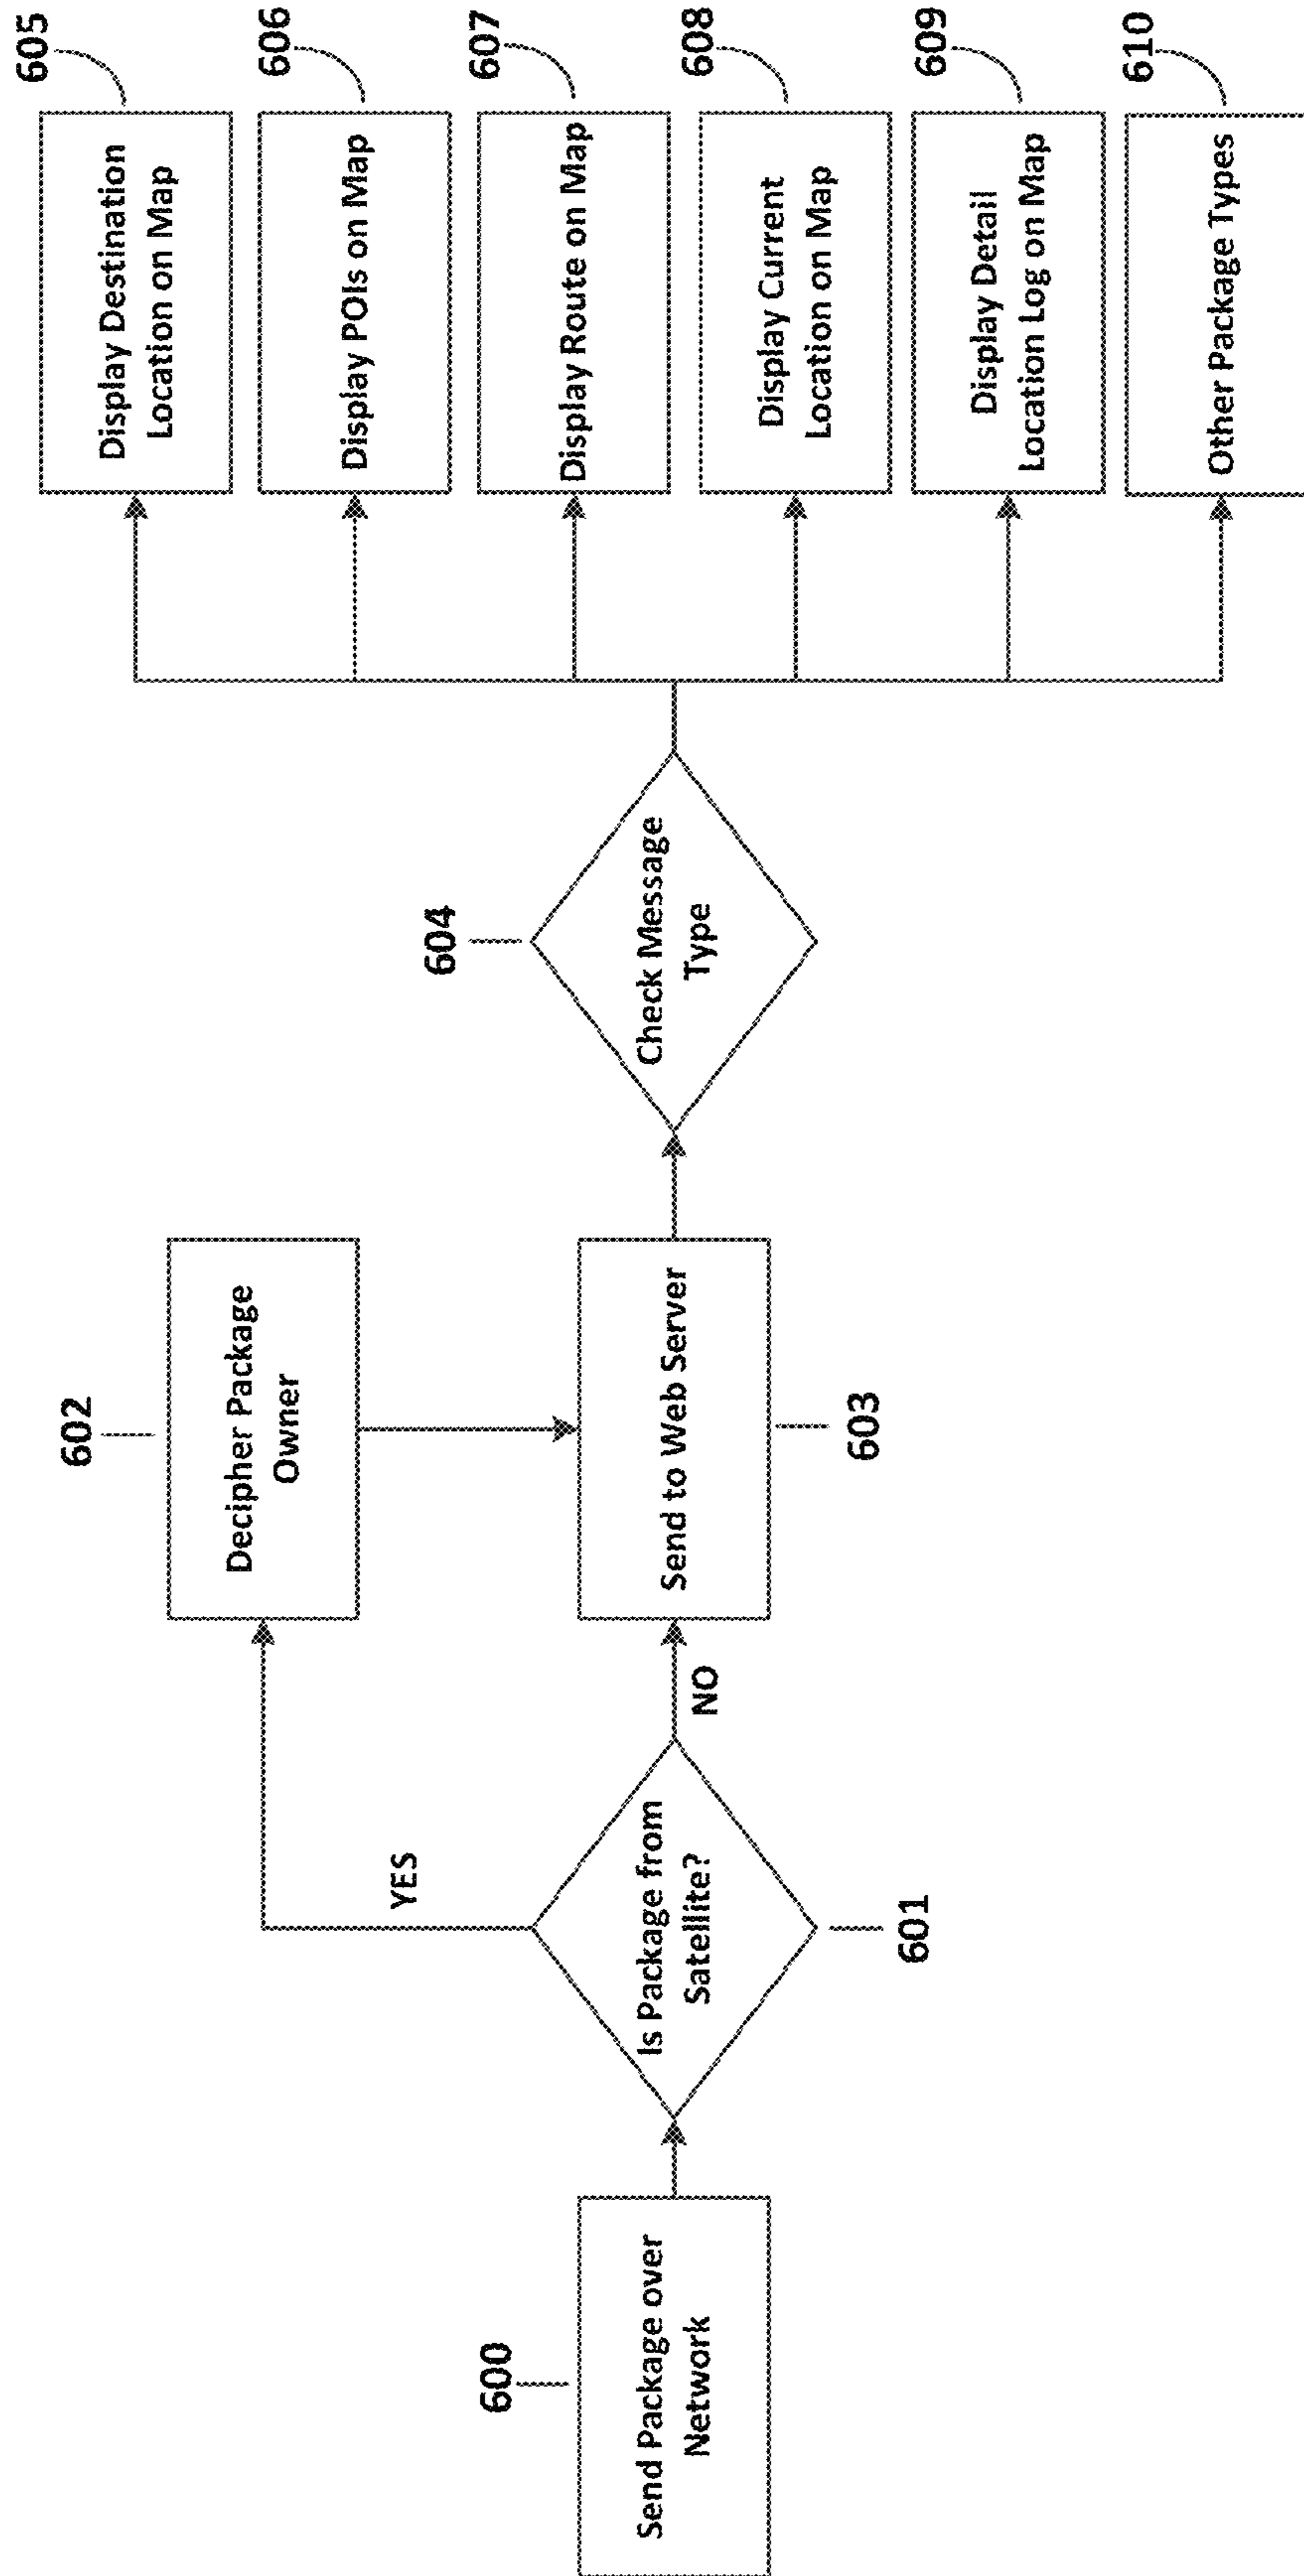 600
Send Package over
Network
Is Package from
Satellite?
601
YES
NO
602
Decipher Package
Owner
Send to Web Server
603
604
Check Message
Type
605
Display Destination
Location on Map
606
Display POIs on Map
607
Display Route on Map
608
Display Current
Location on Map
609
Display Detail
Location Log on Map
610
Other Package Types